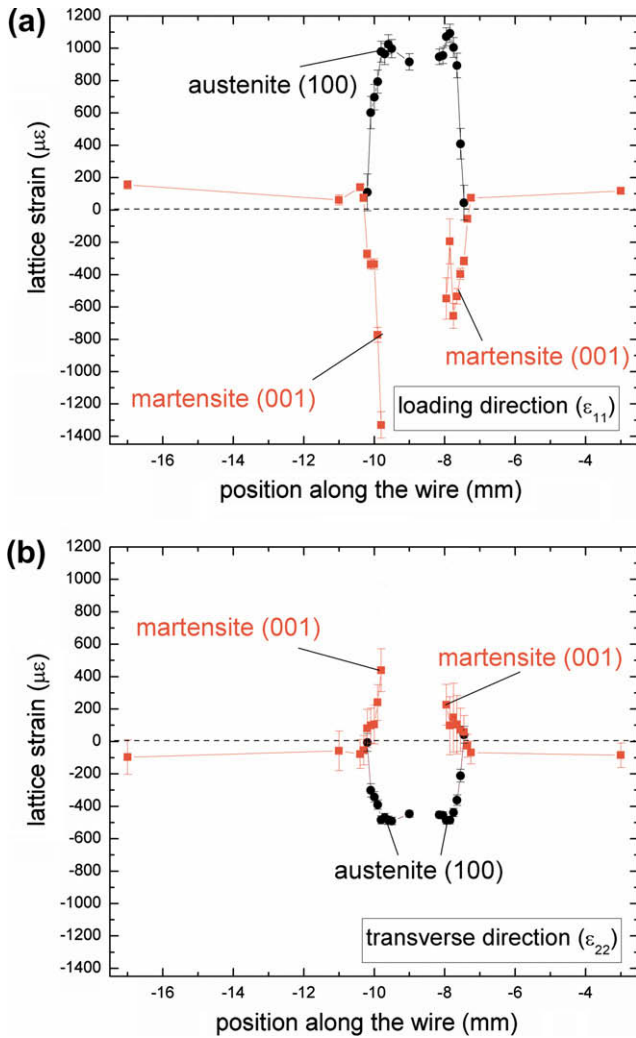 (a)
1200
1000
800
600
400
200
0
-200
-400
-600
-800
-1000
-1200
-1400
lattice strain (µε)
austenite (100)
martensite (001)
martensite (001)
loading direction (ε11)
-16 -14 -12 -10 -8 -6 -4
position along the wire (mm)
(b)
1200
1000
800
600
400
200
0
-200
-400
-600
-800
-1000
-1200
-1400
lattice strain (µε)
martensite (001)
martensite (001)
austenite (100)
transverse direction (ε22)
-16 -14 -12 -10 -8 -6 -4
position along the wire (mm)